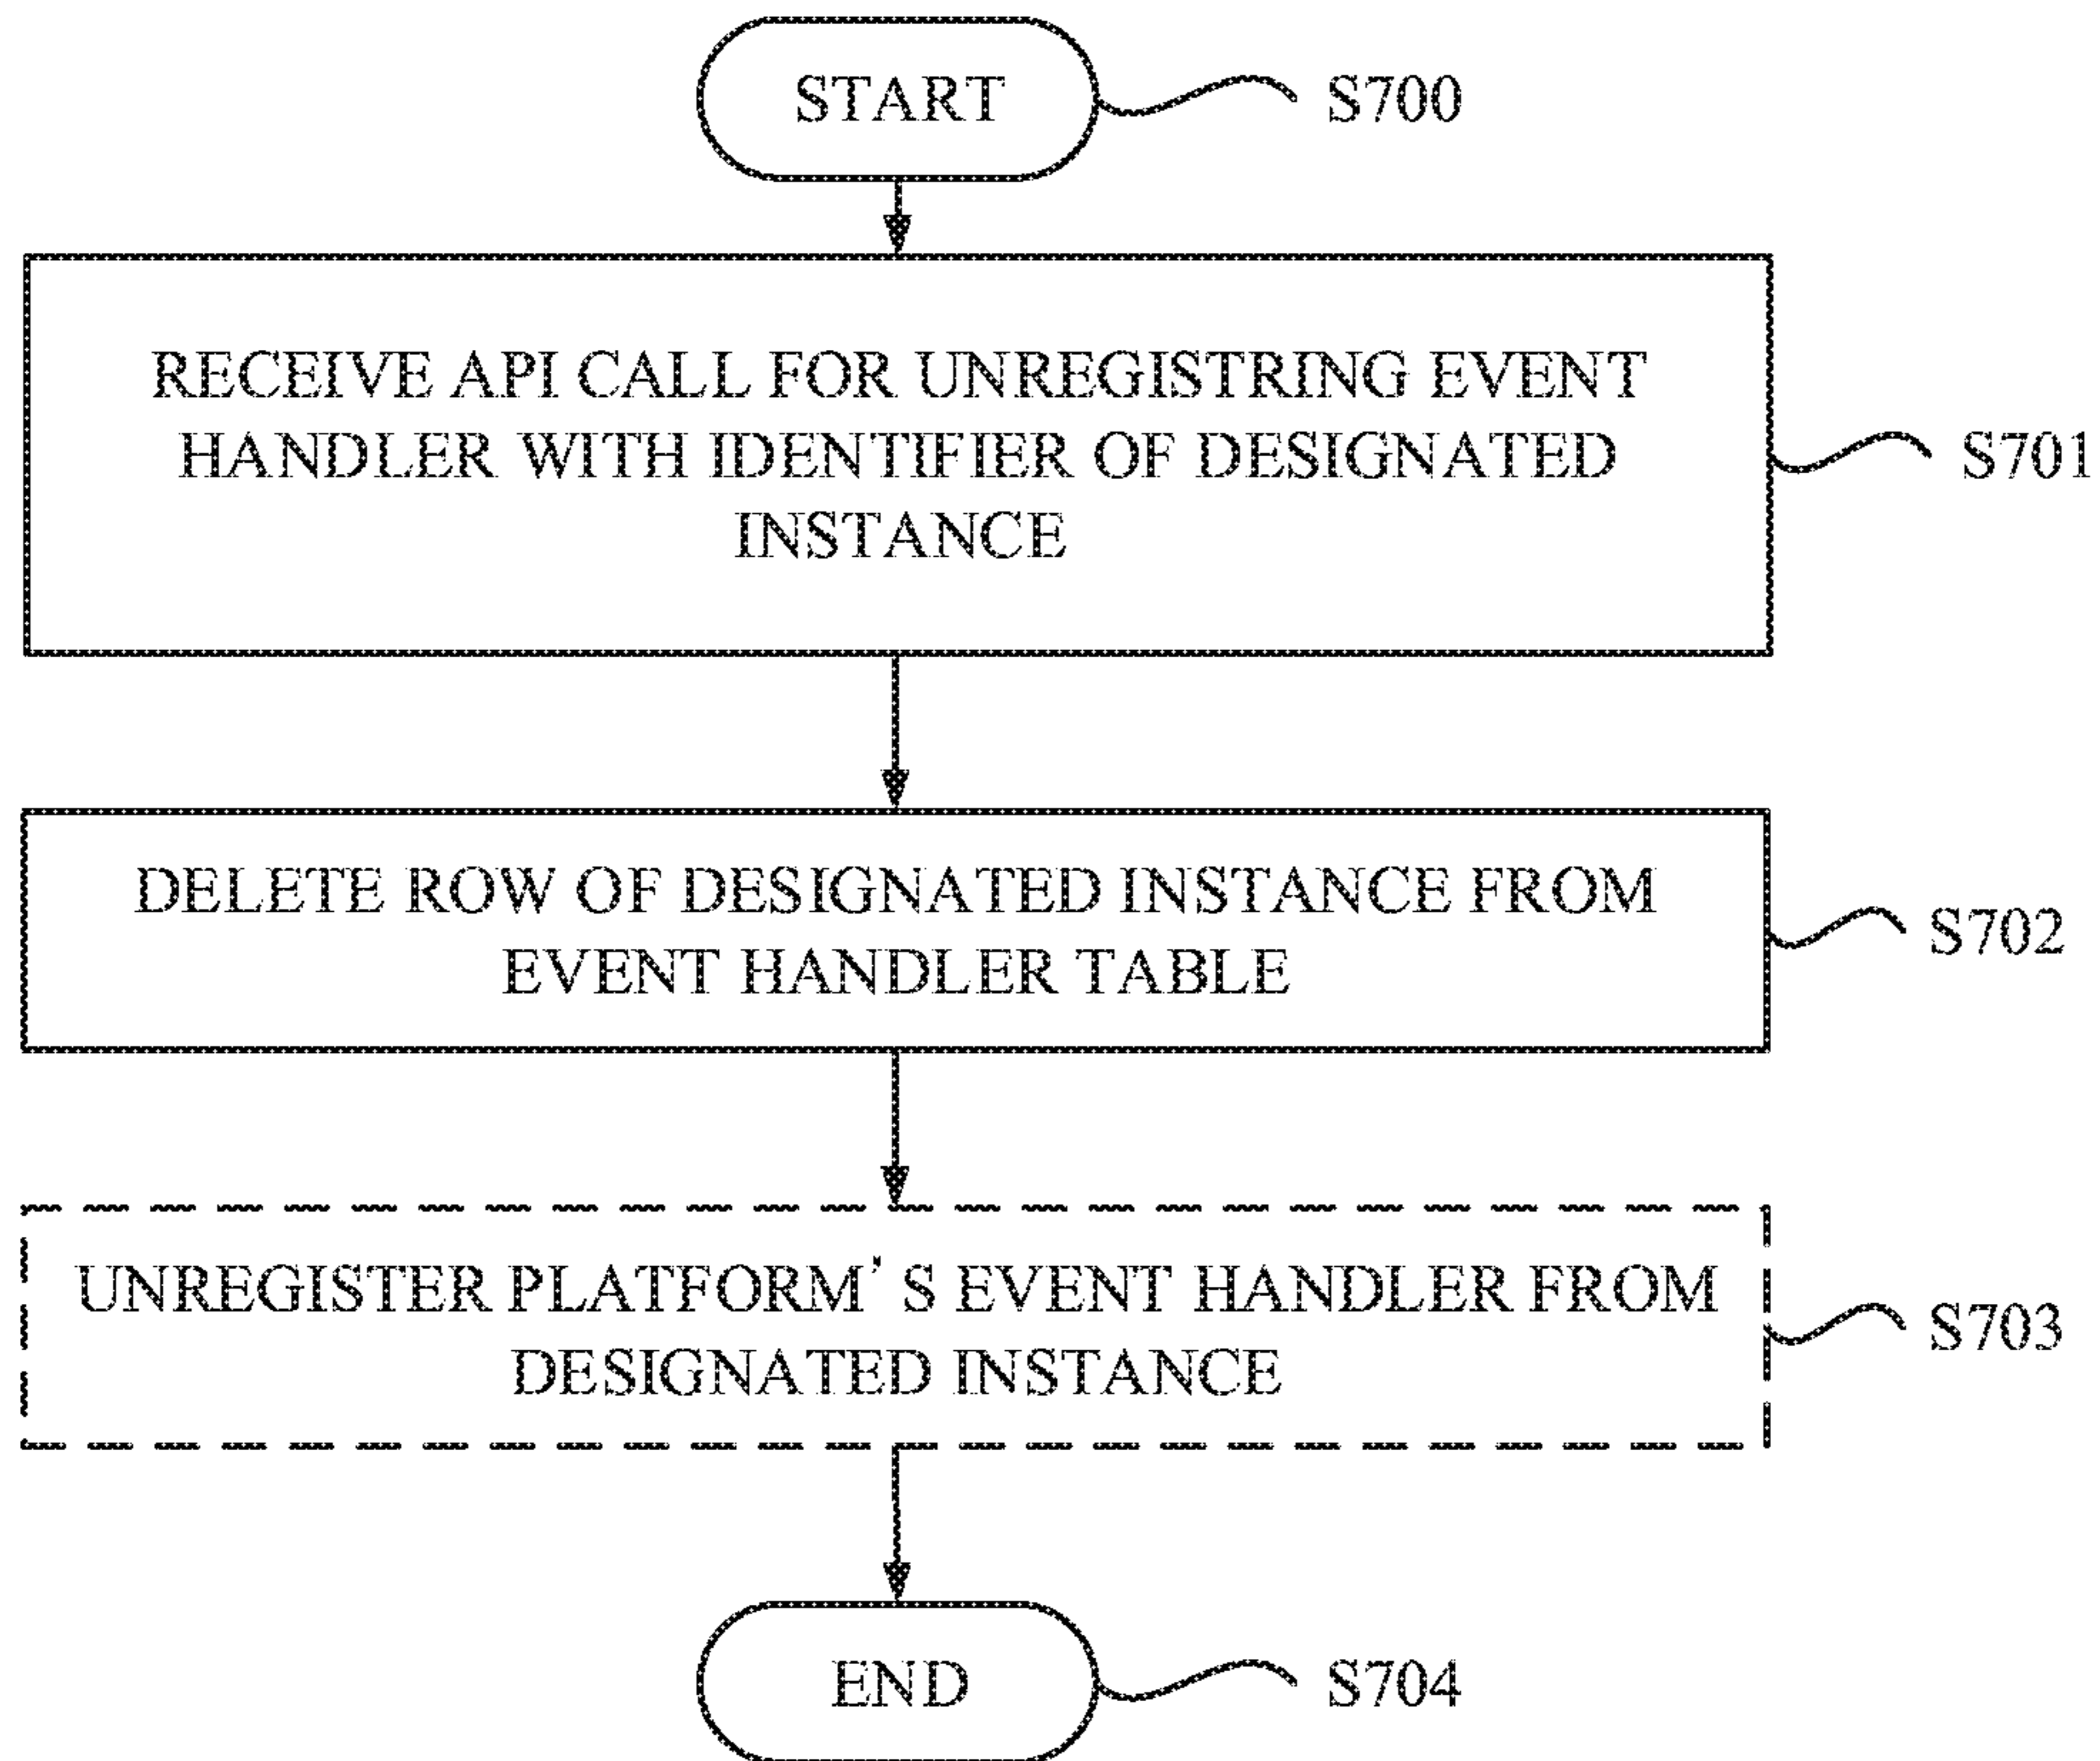 START
S700
RECEIVE API CALL FOR UNREGISTRING EVENT
HANDLER WITH IDENTIFIER OF DESIGNATED
INSTANCE
S701
DELETE ROW OF DESIGNATED INSTANCE FROM
EVENT HANDLER TABLE
S702
UNREGISTER PLATFORM' S EVENT HANDLER FROM
DESIGNATED INSTANCE
S703
END
S704